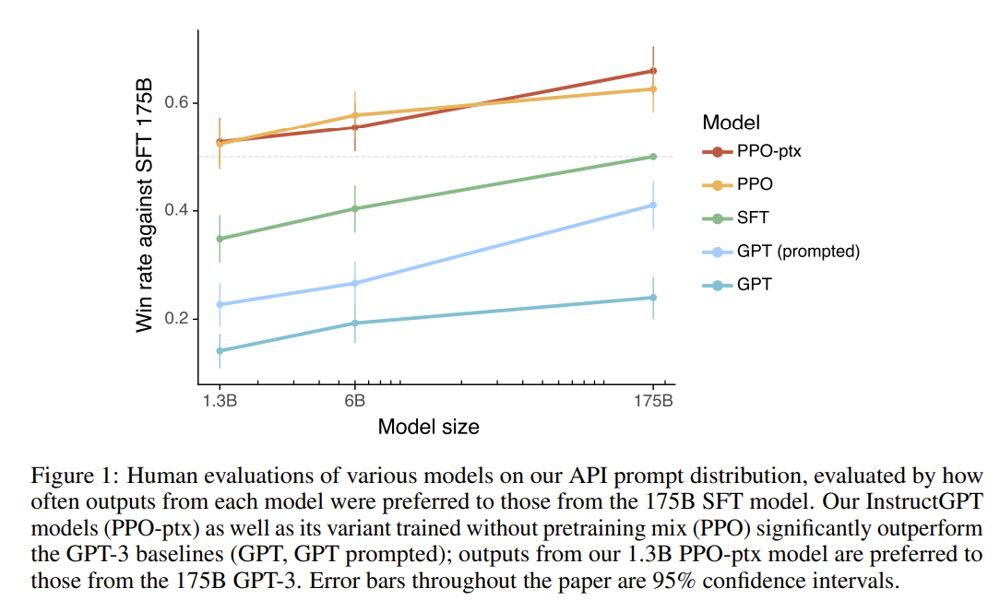 Win rate against SFT 175B
0.6
0.4
0.2
1.3B
6B
175B
Model size
Model
PPO-ptx
PPO
SFT
GPT (prompted)
GPT
Figure 1: Human evaluations of various models on our API prompt distribution, evaluated by how
often outputs from each model were preferred to those from the 175B SFT model. Our InstructGPT
models (PPO-ptx) as well as its variant trained without pretraining mix (PPO) significantly outperform
the GPT-3 baselines (GPT, GPT prompted); outputs from our 1.3B PPO-ptx model are preferred to
those from the 175B GPT-3. Error bars throughout the paper are 95% confidence intervals.